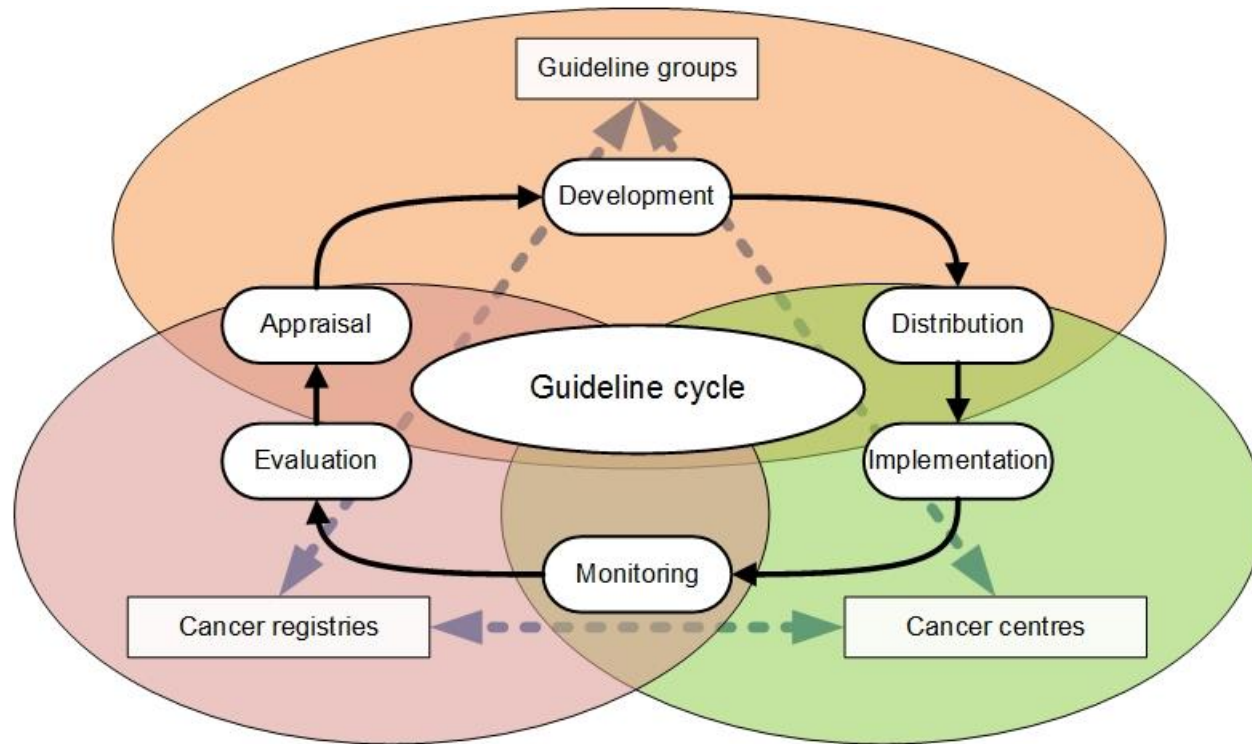 Guideline groups
Development
Appraisal
Distribution
Guideline cycle
Evaluation
Implementation
Monitoring
Cancer registries
Cancer centres